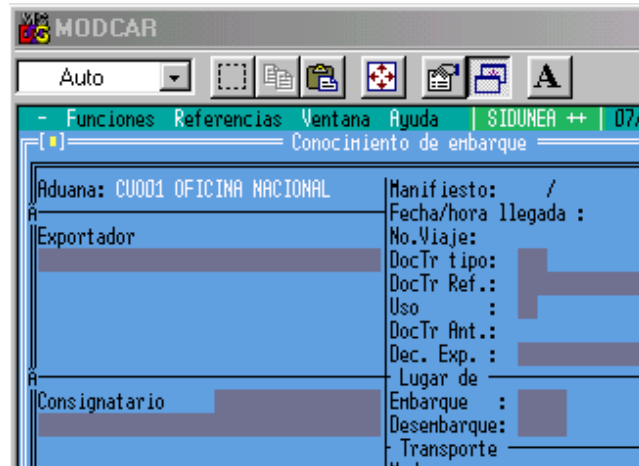 MODCAR
Auto
A
- Funciones Referencias Ventana Ayuda | SIDUNEA ++ | 07/
Conocimiento de embarque
Aduana: CU001 OFICINA NACIONAL
Manifiesto: /
Fecha/hora llegada :
Exportador
No.Viaje:
DocTr tipo:
DocTr Ref.:
Uso :
DocTr Ant.:
Dec. Exp. :
Lugar de
Consignatario
Embarque :
Desembarque:
Transporte